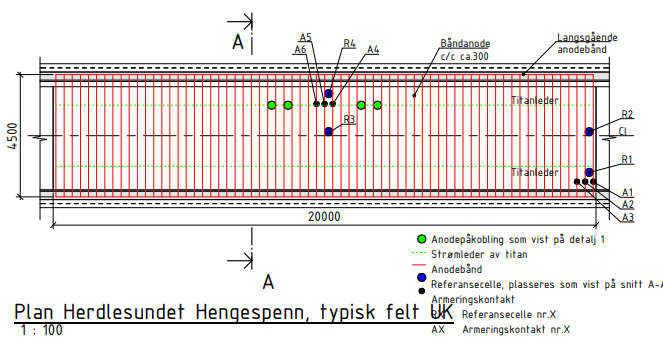 A
A5
A6
R4
A4
Båndanode
c/c ca.300
Langsgående
anodebånd
Titanleder
R2
R3
CL
4500
Titanleder
R1
A1
A2
A3
20000
A
Anodepåkobling som vist på detalj 1
Strømleder av titan
Anodebånd
Referansecelle, plasseres som vist på snitt A-A
Armeringskontakt
Plan Herdlesundet Hengespenn, typisk felt UK
RX Referansecelle nr.X
1 : 100
AX Armeringskontakt nr.X